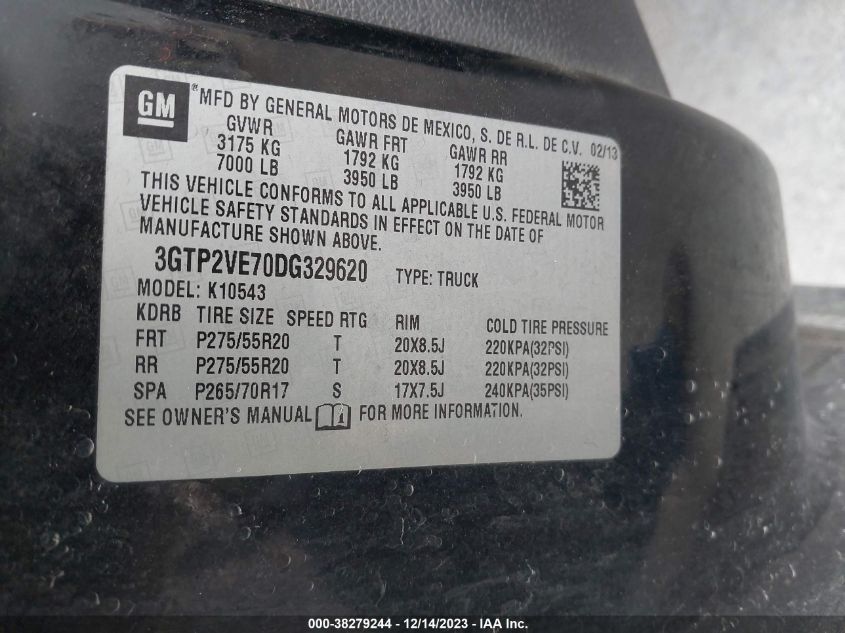 GM
® MFD BY GENERAL MOTORS DE MEXICO, S. DE R.L. DE C.V. 02/13
GVWR GAWR FRT GAWR RR
3175 KG 1792 KG 1792 KG
7000 LB 3950 LB 3950 LB
THIS VEHICLE CONFORMS TO ALL APPLICABLE U.S. FEDERAL MOTOR
VEHICLE SAFETY STANDARDS IN EFFECT ON THE DATE OF
MANUFACTURE SHOWN ABOVE.
3GTP2VE70DG329620 TYPE: TRUCK
MODEL: K10543
KDRB TIRE SIZE SPEED RTG RIM COLD TIRE PRESSURE
FRT P275/55R20 T 20X8.5J 220KPA(32PSI)
RR P275/55R20 T 20X8.5J 220KPA(32PSI)
SPA P265/70R17 S 17X7.5J 240KPA(35PSI)
SEE OWNER'S MANUAL FOR MORE INFORMATION.
000-38279244 - 12/14/2023 - IAA Inc.